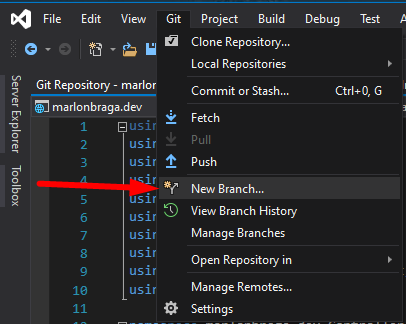 File Edit View Git Project Build Debug Test
Clone Repository...
Local Repositories
Commit or Stash... Ctrl+0, G
Fetch
Pull
Push
New Branch...
View Branch History
Manage Branches
Open Repository in
Manage Remotes...
Settings
Server Explorer
Toolbox
Git Repository - marlon
marlonbraga.dev
1 using
2 usin
3 usin
4 usin
5 usin
6 usin
7 usin
8 usin
9 usin
10 usin
11